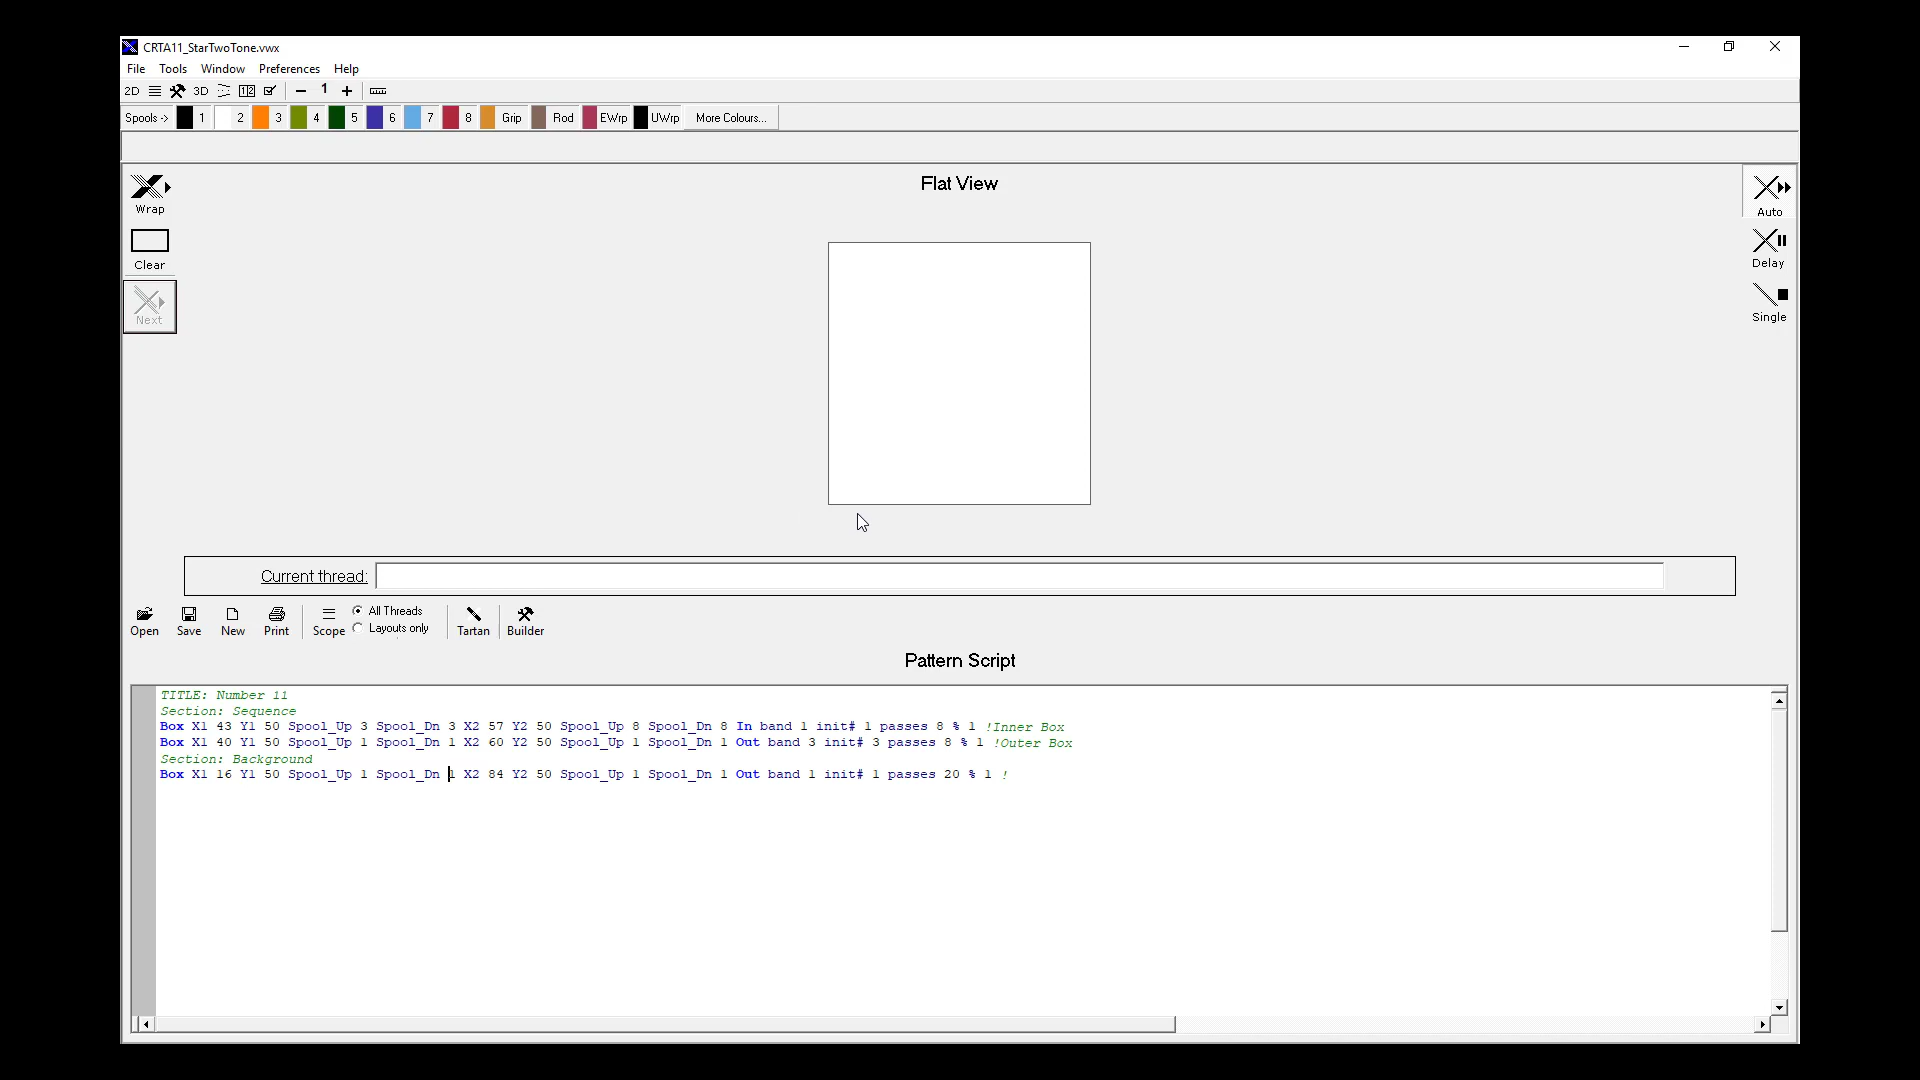 CRTA11_StarTwoTone.vwx
File Tools Window Preferences Help
2D 3D 1 2 1
Spools -> 1 2 3 4 5 6 7 8 Grip Rod EWrp UWrp More Colours...
Flat View
Wrap
Clear
Next
Auto
Delay
Single
Current thread:
Open Save New Print Scope All Threads Layouts only Tartan Builder
Pattern Script
TITLE: Number 11
Section: Sequence
Box X1 43 Y1 50 Spool_Up 3 Spool_Dn 3 X2 57 Y2 50 Spool_Up 8 Spool_Dn 8 In band 1 init# 1 passes 8 % 1 !Inner Box
Box X1 40 Y1 50 Spool_Up 1 Spool_Dn 1 X2 60 Y2 50 Spool_Up 1 Spool_Dn 1 Out band 3 init# 3 passes 8 % 1 !Outer Box
Section: Background
Box X1 16 Y1 50 Spool_Up 1 Spool_Dn 1 X2 84 Y2 50 Spool_Up 1 Spool_Dn 1 Out band 1 init# 1 passes 20 % 1 !